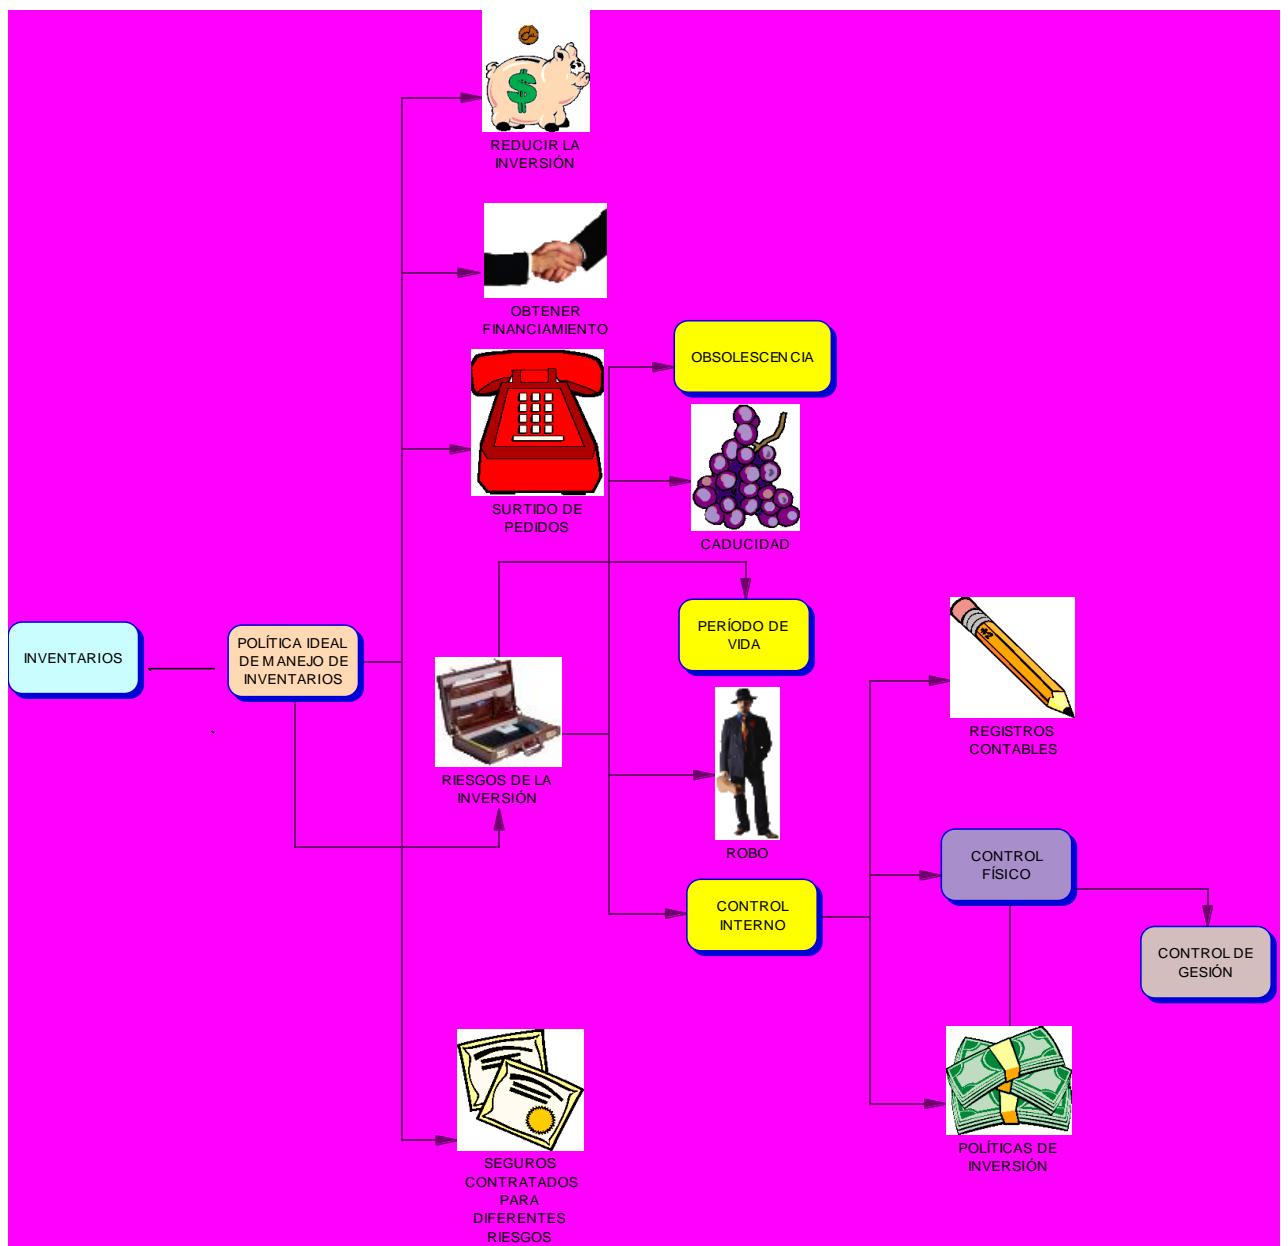 REDUCIR LA
INVERSIÓN
OBTENER
FINANCIAMIENTO
OBSOLESCENCIA
SURTIDO DE
PEDIDOS
CADUCIDAD
INVENTARIOS
POLÍTICA IDEAL
DE MANEJO DE
INVENTARIOS
PERÍODO DE
VIDA
RIESGOS DE LA
INVERSIÓN
REGISTROS
CONTABLES
ROBO
CONTROL
FÍSICO
CONTROL
INTERNO
CONTROL DE
GESIÓN
POLÍTICAS DE
INVERSIÓN
SEGUROS
CONTRATADOS
PARA
DIFERENTES
RIESGOS